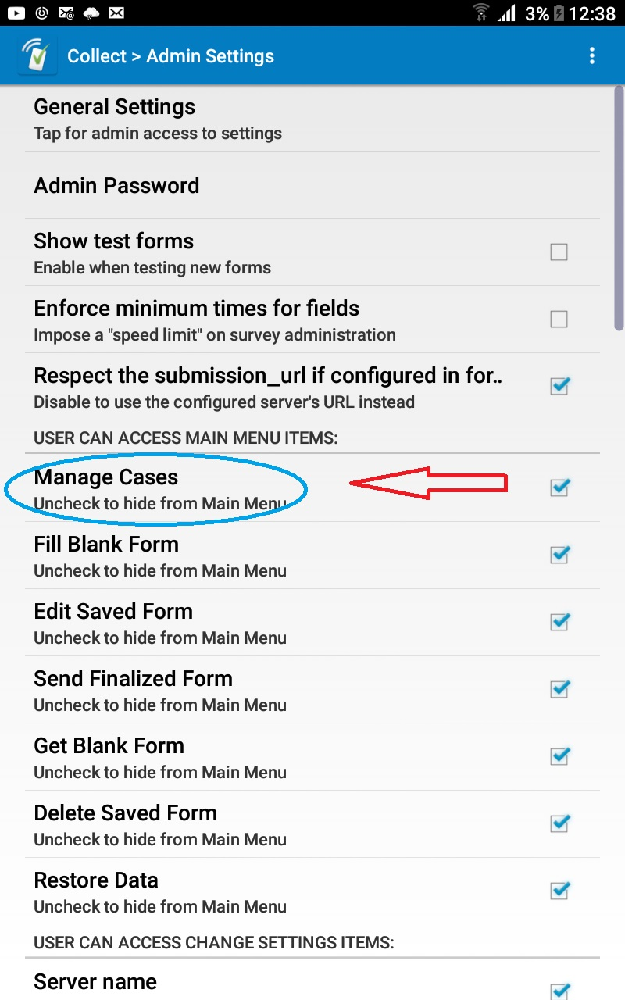 3% 12:38
Collect > Admin Settings
General Settings
Tap for admin access to settings
Admin Password
Show test forms
Enable when testing new forms
Enforce minimum times for fields
Impose a "speed limit" on survey administration
Respect the submission_url if configured in for..
Disable to use the configured server's URL instead
USER CAN ACCESS MAIN MENU ITEMS:
Manage Cases
Uncheck to hide from Main Menu
Fill Blank Form
Uncheck to hide from Main Menu
Edit Saved Form
Uncheck to hide from Main Menu
Send Finalized Form
Uncheck to hide from Main Menu
Get Blank Form
Uncheck to hide from Main Menu
Delete Saved Form
Uncheck to hide from Main Menu
Restore Data
Uncheck to hide from Main Menu
USER CAN ACCESS CHANGE SETTINGS ITEMS:
Server name